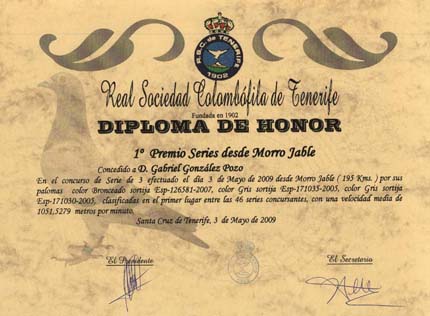 R.S.C. DE TENERIFE
1902
Real Sociedad Colombófila de Tenerife
Fundada en 1902
DIPLOMA DE HONOR
1º Premio Series desde Morro Jable
Concedido a D. Gabriel González Pozo
En el concurso de Serie de 3 efectuado el día 3 de Mayo de 2009 desde Morro Jable ( 195 Kms. ) por sus
palomas color Bronceado sortija Esp-126581-2007, color Gris sortija Esp-171035-2005, color Gris sortija
Esp-171030-2005, clasificadas en el primer lugar entre las 46 series concursantes, con una velocidad media de
1051,5279 metros por minuto.
Santa Cruz de Tenerife, 3 de Mayo de 2009
El Presidente
El Secretario